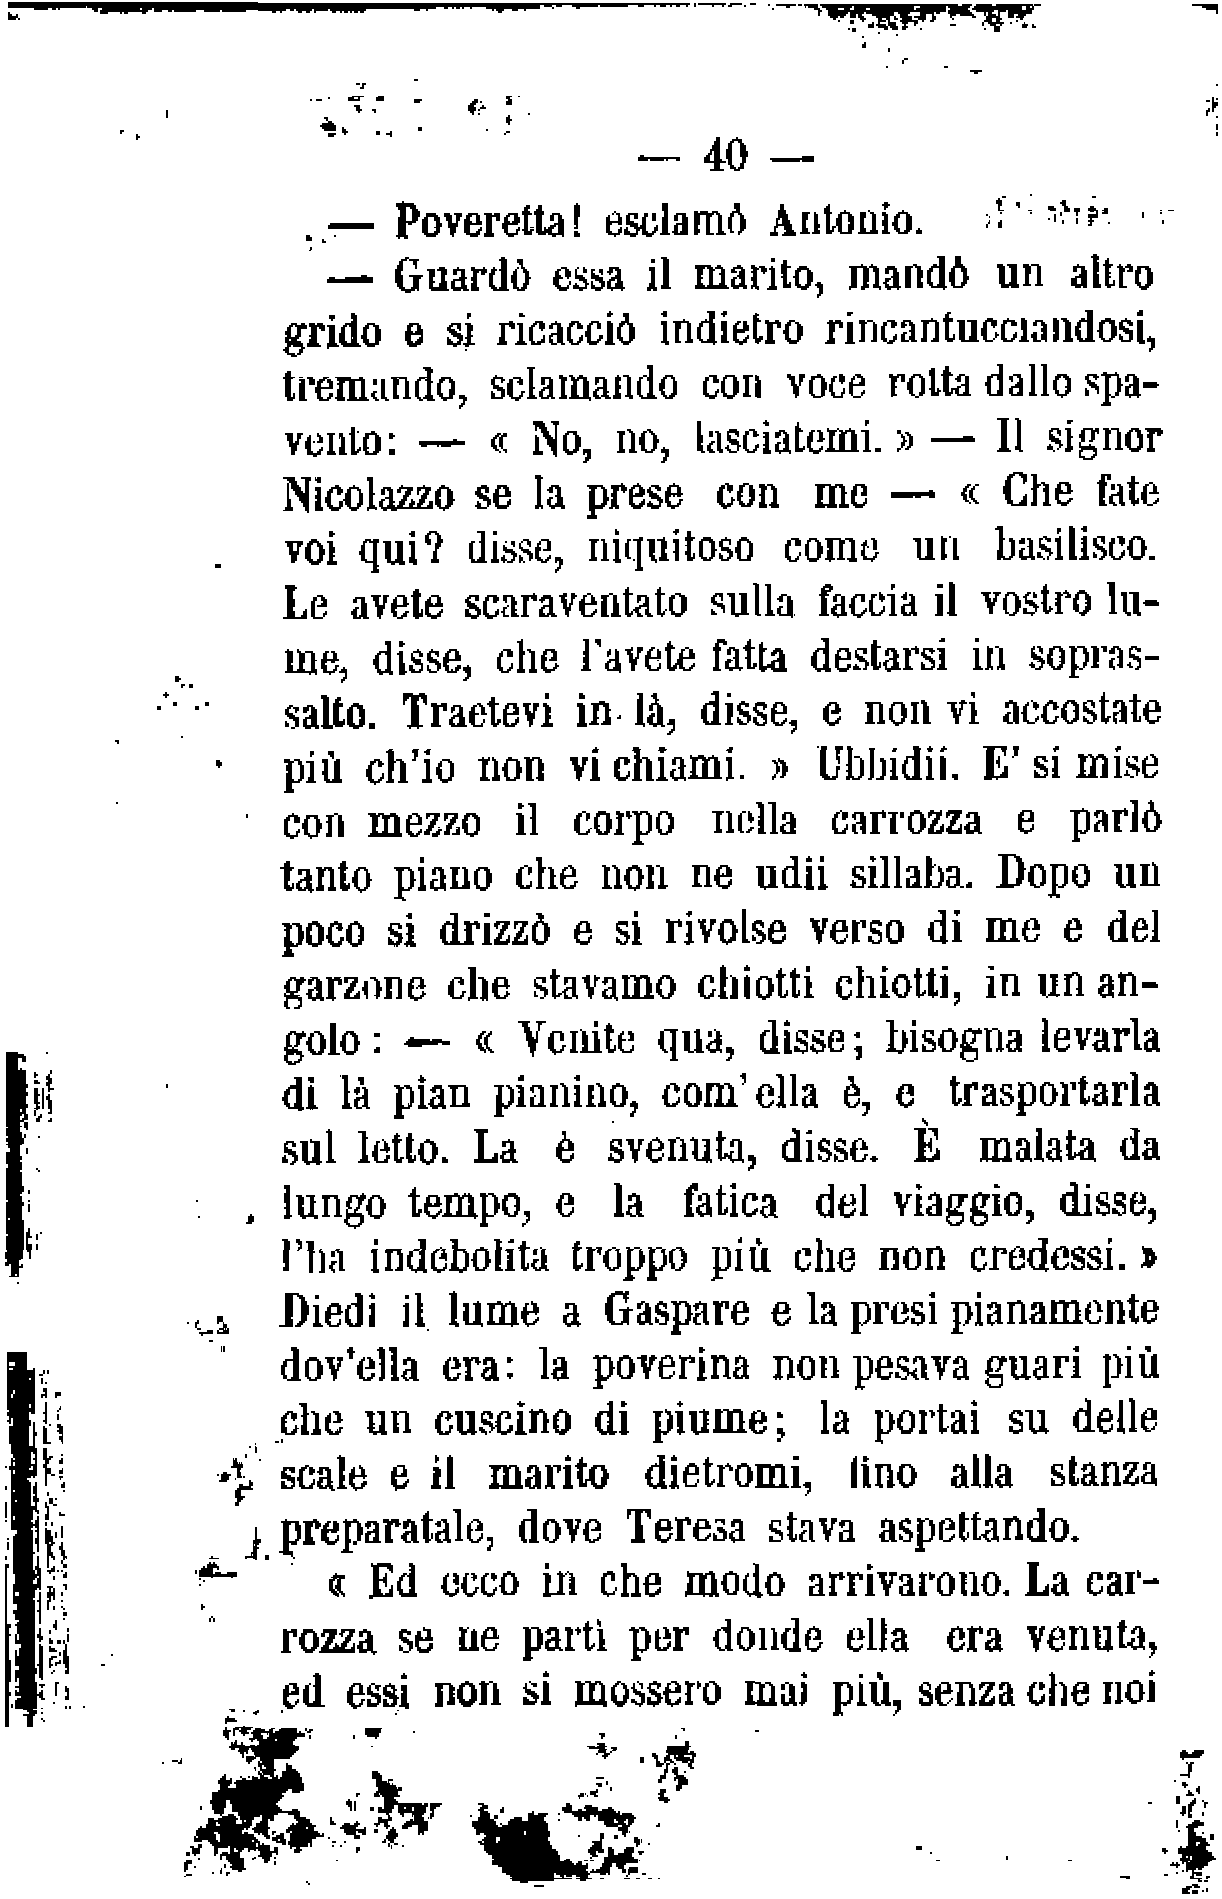 — 40 —
— Poveretta! esclamò Antonio.
— Guardò essa il marito, mandò un altro
grido e si ricacciò indietro rincantucciandosi,
tremando, sclamando con voce rotta dallo spa-
vento: — « No, no, lasciatemi. » — Il signor
Nicolazzo se la prese con me — « Che fate
voi qui? disse, niquitoso come un basilisco.
Le avete scaraventato sulla faccia il vostro lu-
me, disse, che l'avete fatta destarsi in sopras-
salto. Traetevi in là, disse, e non vi accostate
più ch'io non vi chiami. » Ubbidii. E' si mise
con mezzo il corpo nella carrozza e parlò
tanto piano che non ne udii sillaba. Dopo un
poco si drizzò e si rivolse verso di me e del
garzone che stavamo chiotti chiotti, in un an-
golo: — « Venite qua, disse; bisogna levarla
di là pian pianino, com'ella è, e trasportarla
sul letto. La è svenuta, disse. È malata da
lungo tempo, e la fatica del viaggio, disse,
l'ha indebolita troppo più che non credessi. »
Diedi il lume a Gaspare e la presi pianamente
dov'ella era: la poverina non pesava guari più
che un cuscino di piume; la portai su delle
scale e il marito dietromi, fino alla stanza
preparatale, dove Teresa stava aspettando.
« Ed ecco in che modo arrivarono. La car-
rozza se ne partì per donde ella era venuta,
ed essi non si mossero mai più, senza che noi